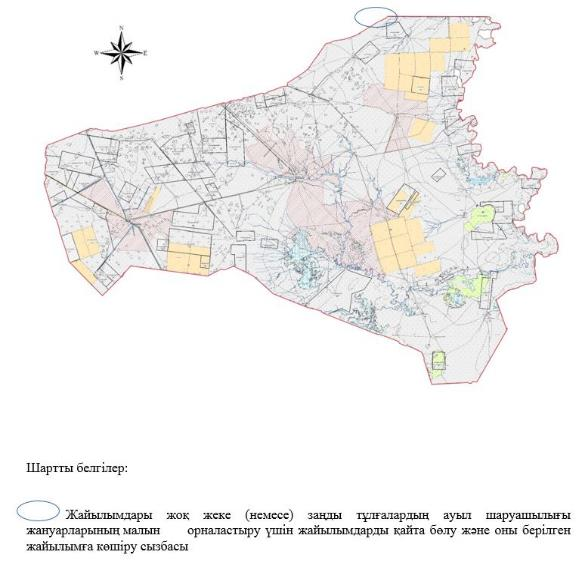 N
W E
S
Шартты белгілер:
Жайылымдары жоқ жеке (немесе) заңды тұлғалардың ауыл шаруашылығы
жануарларының малын орналастыру үшін жайылымдарды қайта бөлу және оны берілген
жайылымға көшіру сызбасы